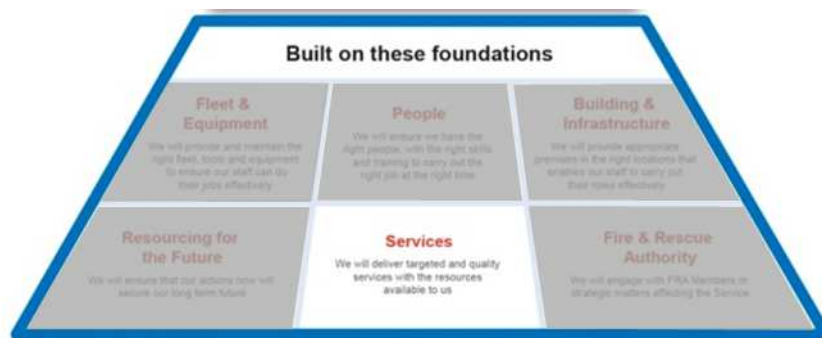 Built on these foundations
Fleet &
Equipment
We will provide and maintain the
right fleet, tools and equipment
to ensure our staff can do
their jobs effectively
People
We will ensure we have the
right people, with the right skills
and training to carry out the
right job at the right time
Building &
Infrastructure
We will provide appropriate
premises in the right locations that
enables our staff to carry out
their roles effectively
Resourcing for
the Future
We will ensure that our actions now will
secure our long term future
Services
We will deliver targeted and quality
services with the resources
available to us
Fire & Rescue
Authority
We will engage with FRA Members on
strategic matters affecting the Service